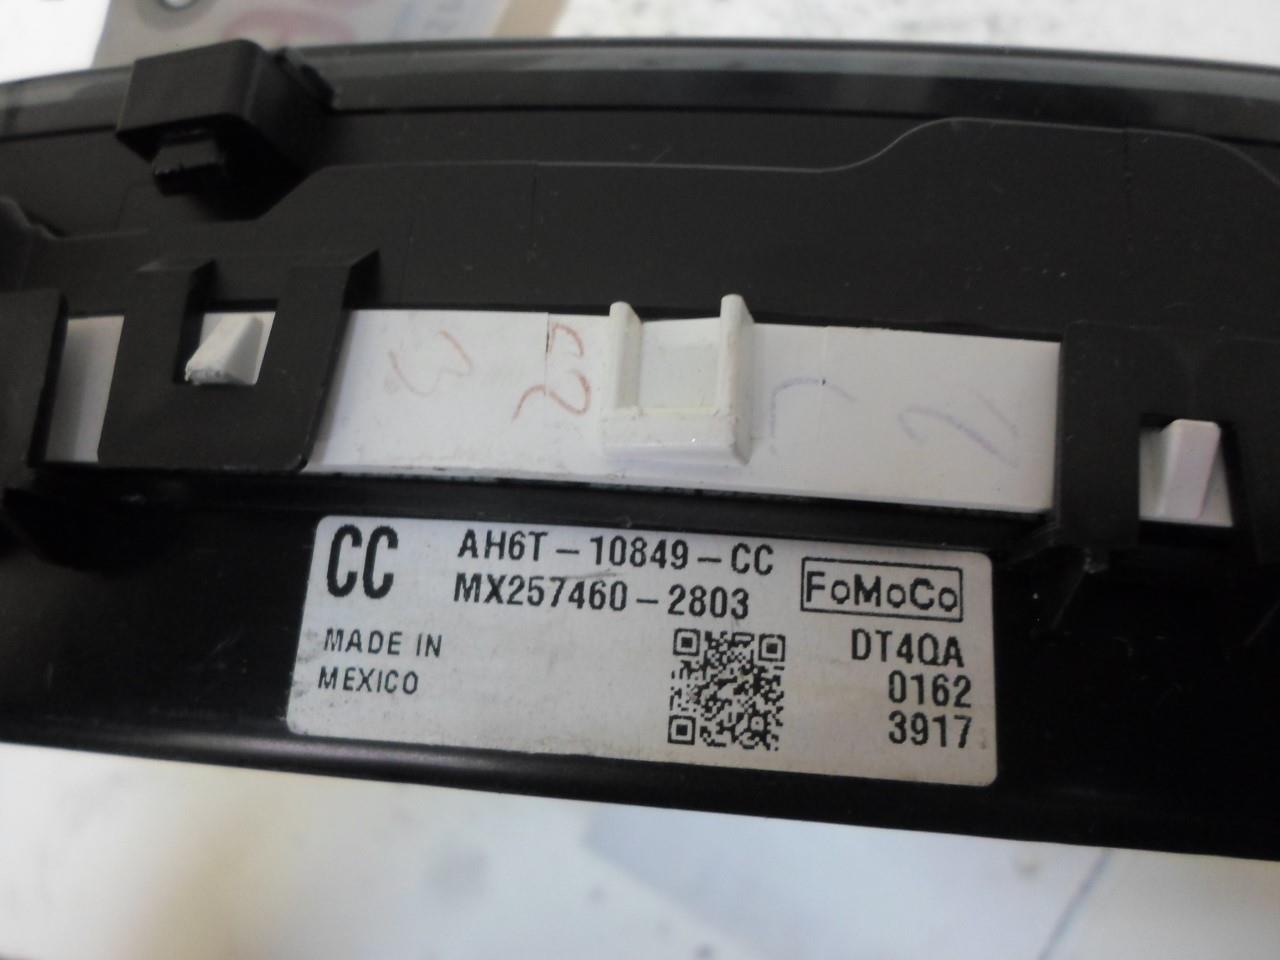 CC
AH6T-10849-CC
MX257460-2803
FoMoCo
MADE IN
MEXICO
DT4QA
0162
3917